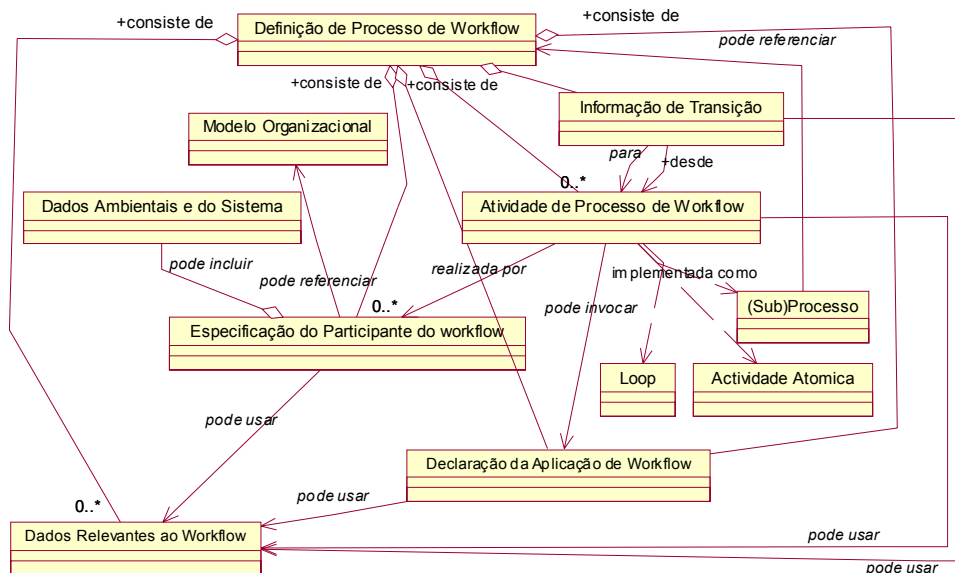 +consiste de
Definição de Processo de Workflow
pode referenciar
+consiste de
+consiste de
Informação de Transição
Modelo Organizacional
para
+desde
0..*
Dados Ambientais e do Sistema
Atividade de Processo de Workflow
pode incluir
pode referenciar
realizada por
implementada como
0..*
pode invocar
(Sub)Processo
Especificação do Participante do workflow
Loop
Actividade Atomica
pode usar
Declaração da Aplicação de Workflow
pode usar
0..*
Dados Relevantes ao Workflow
pode usar
pode usar